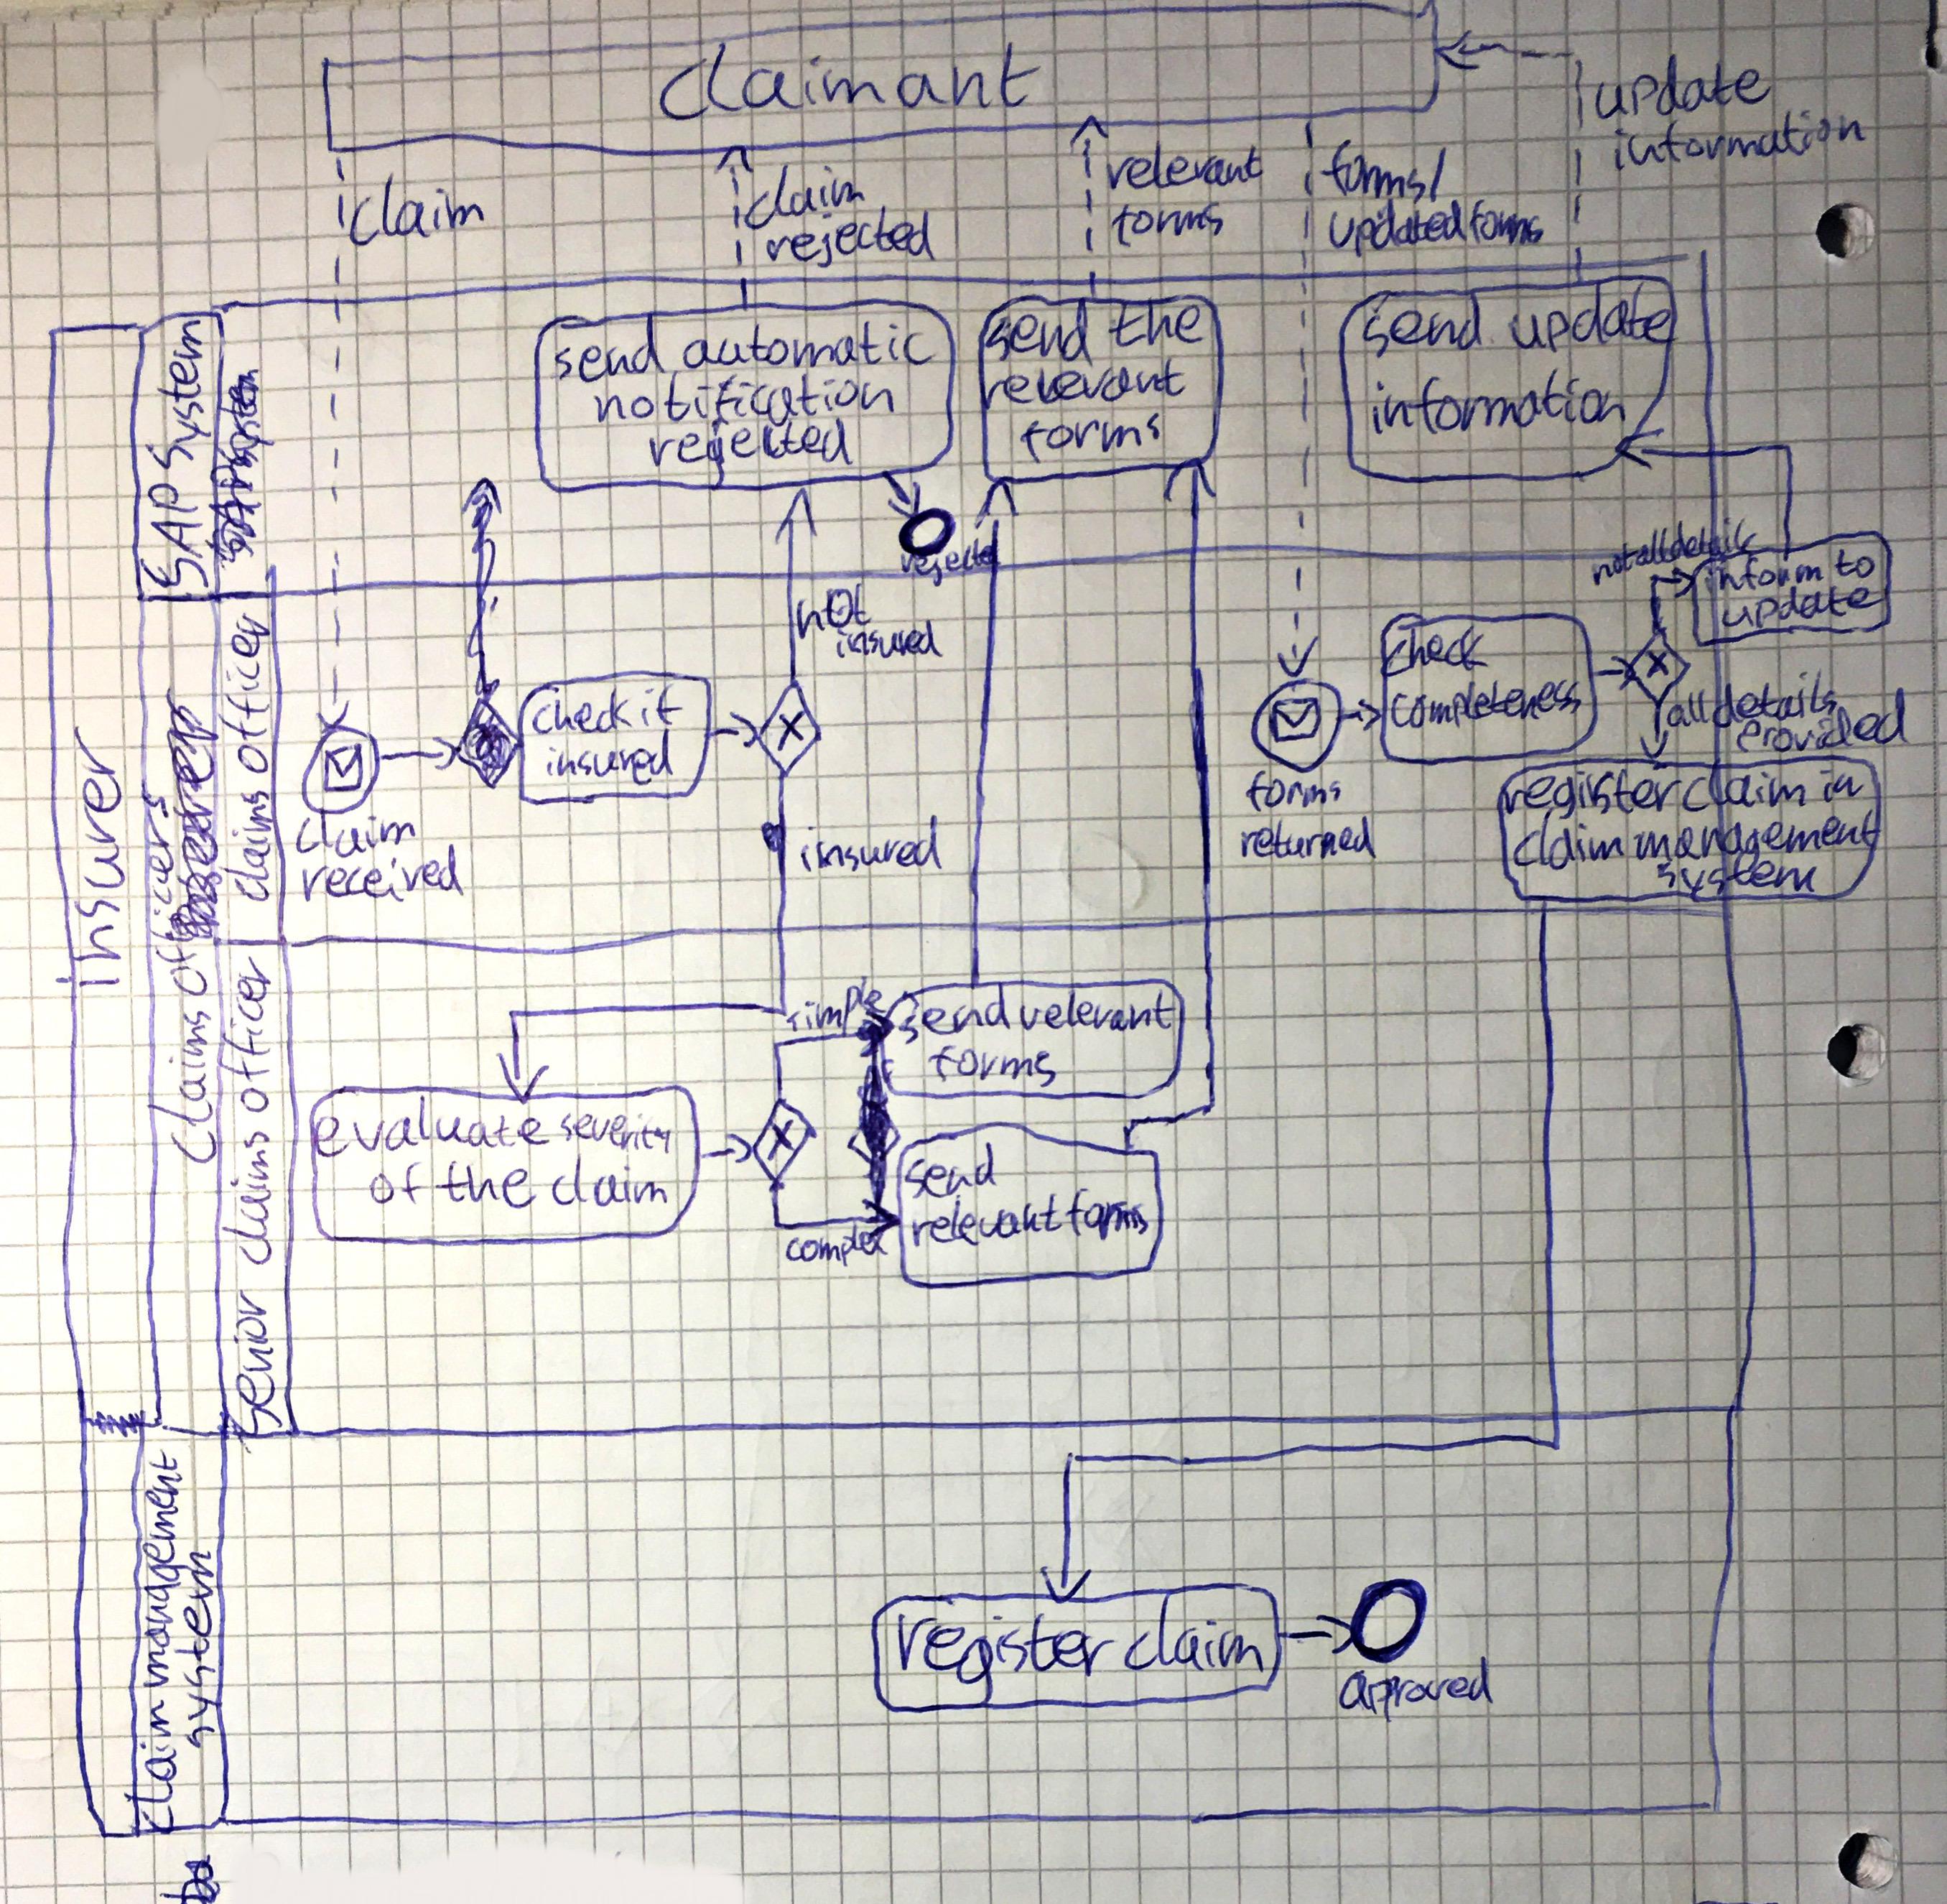 claimant
update
information
claim
claim
rejected
relevant
forms
forms/
updated forms
insurer
SAP System
send automatic
notification
rejected
send the
relevant
forms
send update
information
rejected
claims officers
claims officer
claim
received
check if
insured
X
not
insured
insured
forms
returned
check
completeness
X
not all details
inform to
update
all details
provided
register claim in
claim management
system
senior claims officer
evaluate severity
of the claim
X
simple
complex
send relevant
forms
send
relevant forms
claim management
system
register claim
Approved